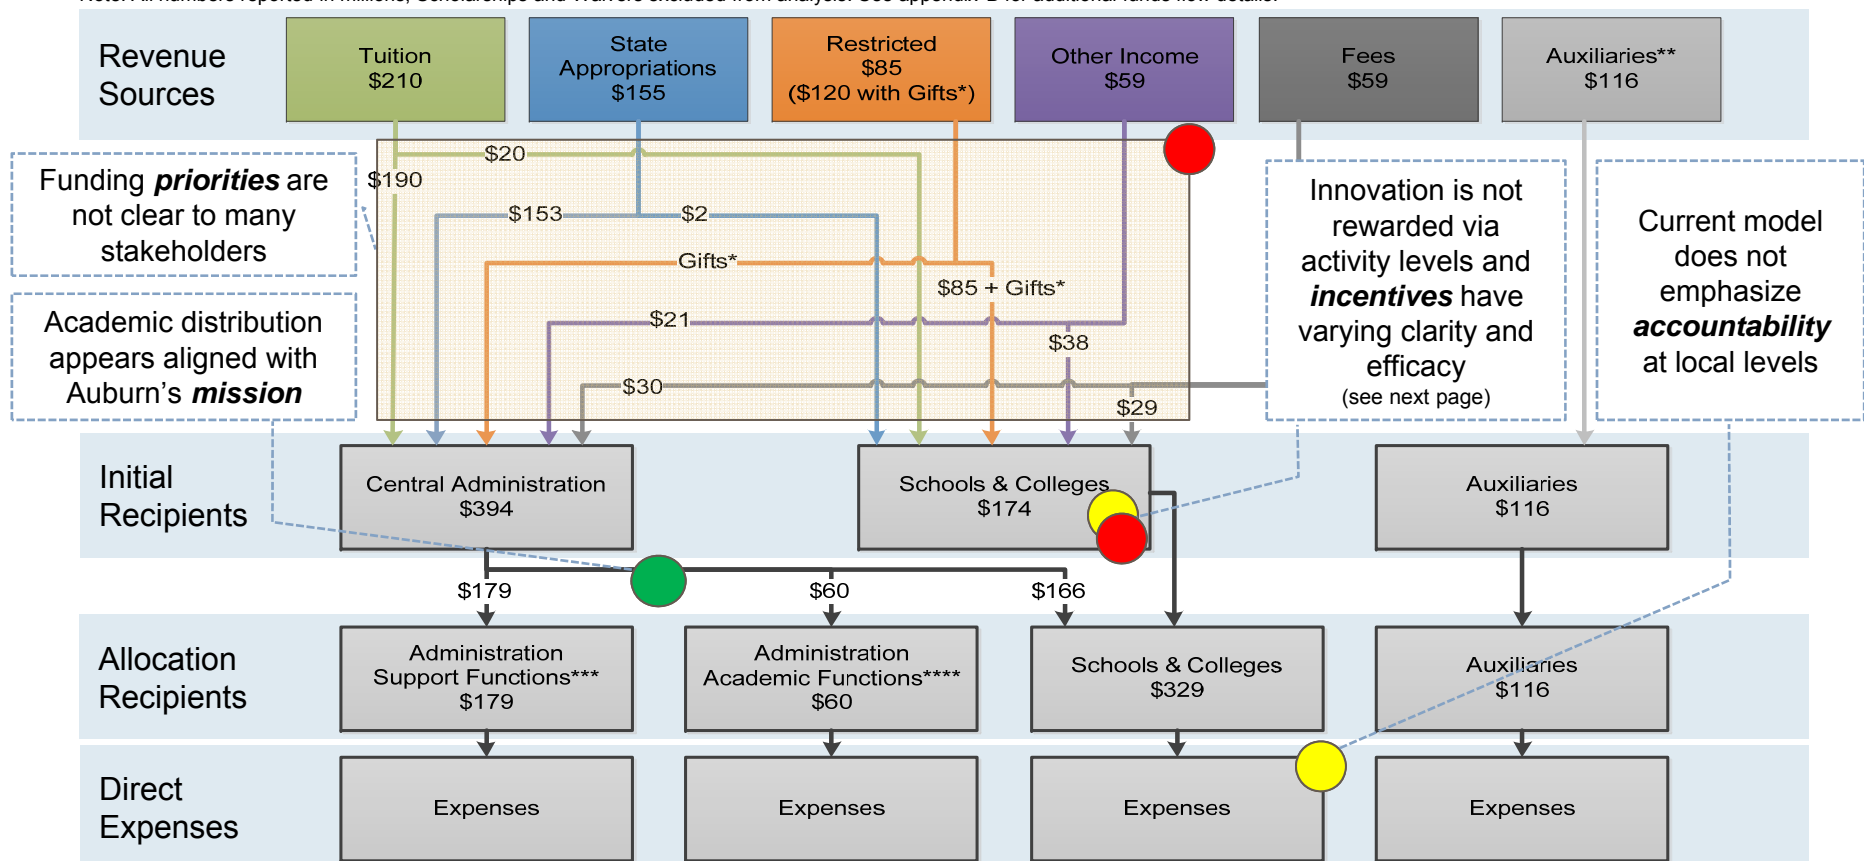 Revenue
Sources
Tuition
$210
State
Appropriations
$155
Restricted
$85
($120 with Gifts*)
Other Income
$59
Fees
$59
Auxiliaries**
$116
Funding priorities are
not clear to many
stakeholders
Academic distribution
appears aligned with
Auburn's mission
$20
$190
$153
$2
Gifts*
$85 + Gifts*
$21
$38
$30
$29
Innovation is not
rewarded via
activity levels and
incentives have
varying clarity and
efficacy
(see next page)
Current model
does not
emphasize
accountability
at local levels
Initial
Recipients
Central Administration
$394
Schools & Colleges
$174
Auxiliaries
$116
$179
$60
$166
Allocation
Recipients
Administration
Support Functions***
$179
Administration
Academic Functions****
$60
Schools & Colleges
$329
Auxiliaries
$116
Direct
Expenses
Expenses
Expenses
Expenses
Expenses